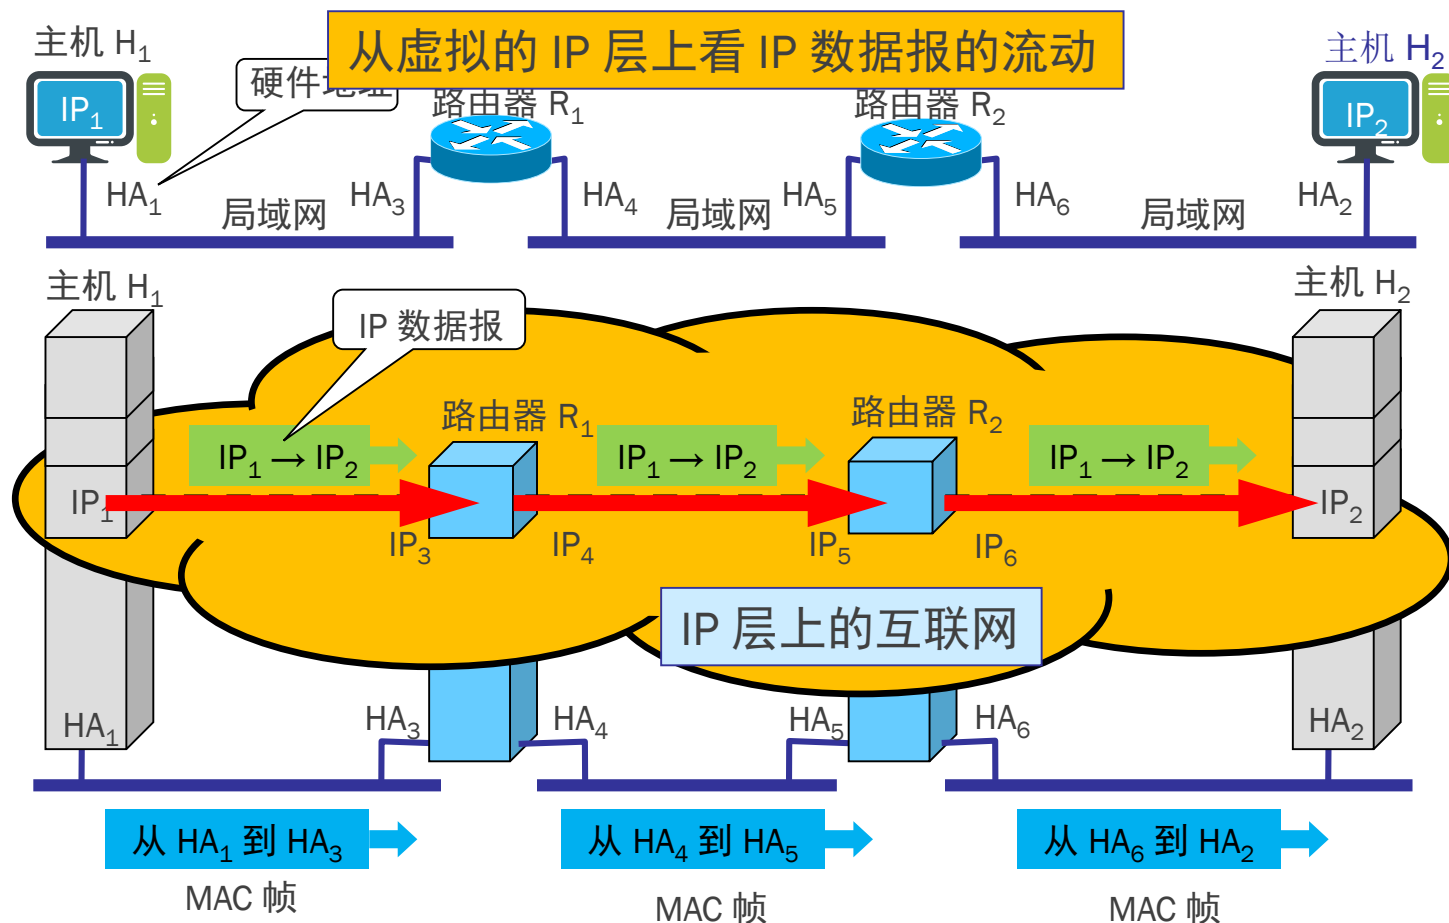 从虚拟的 IP 层上看 IP 数据报的流动
主机 H1
主机 H2
硬件地址
路由器 R1
路由器 R2
IP1
IP2
HA1
HA3
HA4
HA5
HA6
HA2
局域网
局域网
局域网
主机 H1
主机 H2
IP 数据报
路由器 R1
路由器 R2
IP1 → IP2
IP1 → IP2
IP1 → IP2
IP1
IP2
IP3
IP4
IP5
IP6
IP 层上的互联网
HA1
HA3
HA4
HA5
HA6
HA2
从 HA1 到 HA3
从 HA4 到 HA5
从 HA6 到 HA2
MAC 帧
MAC 帧
MAC 帧